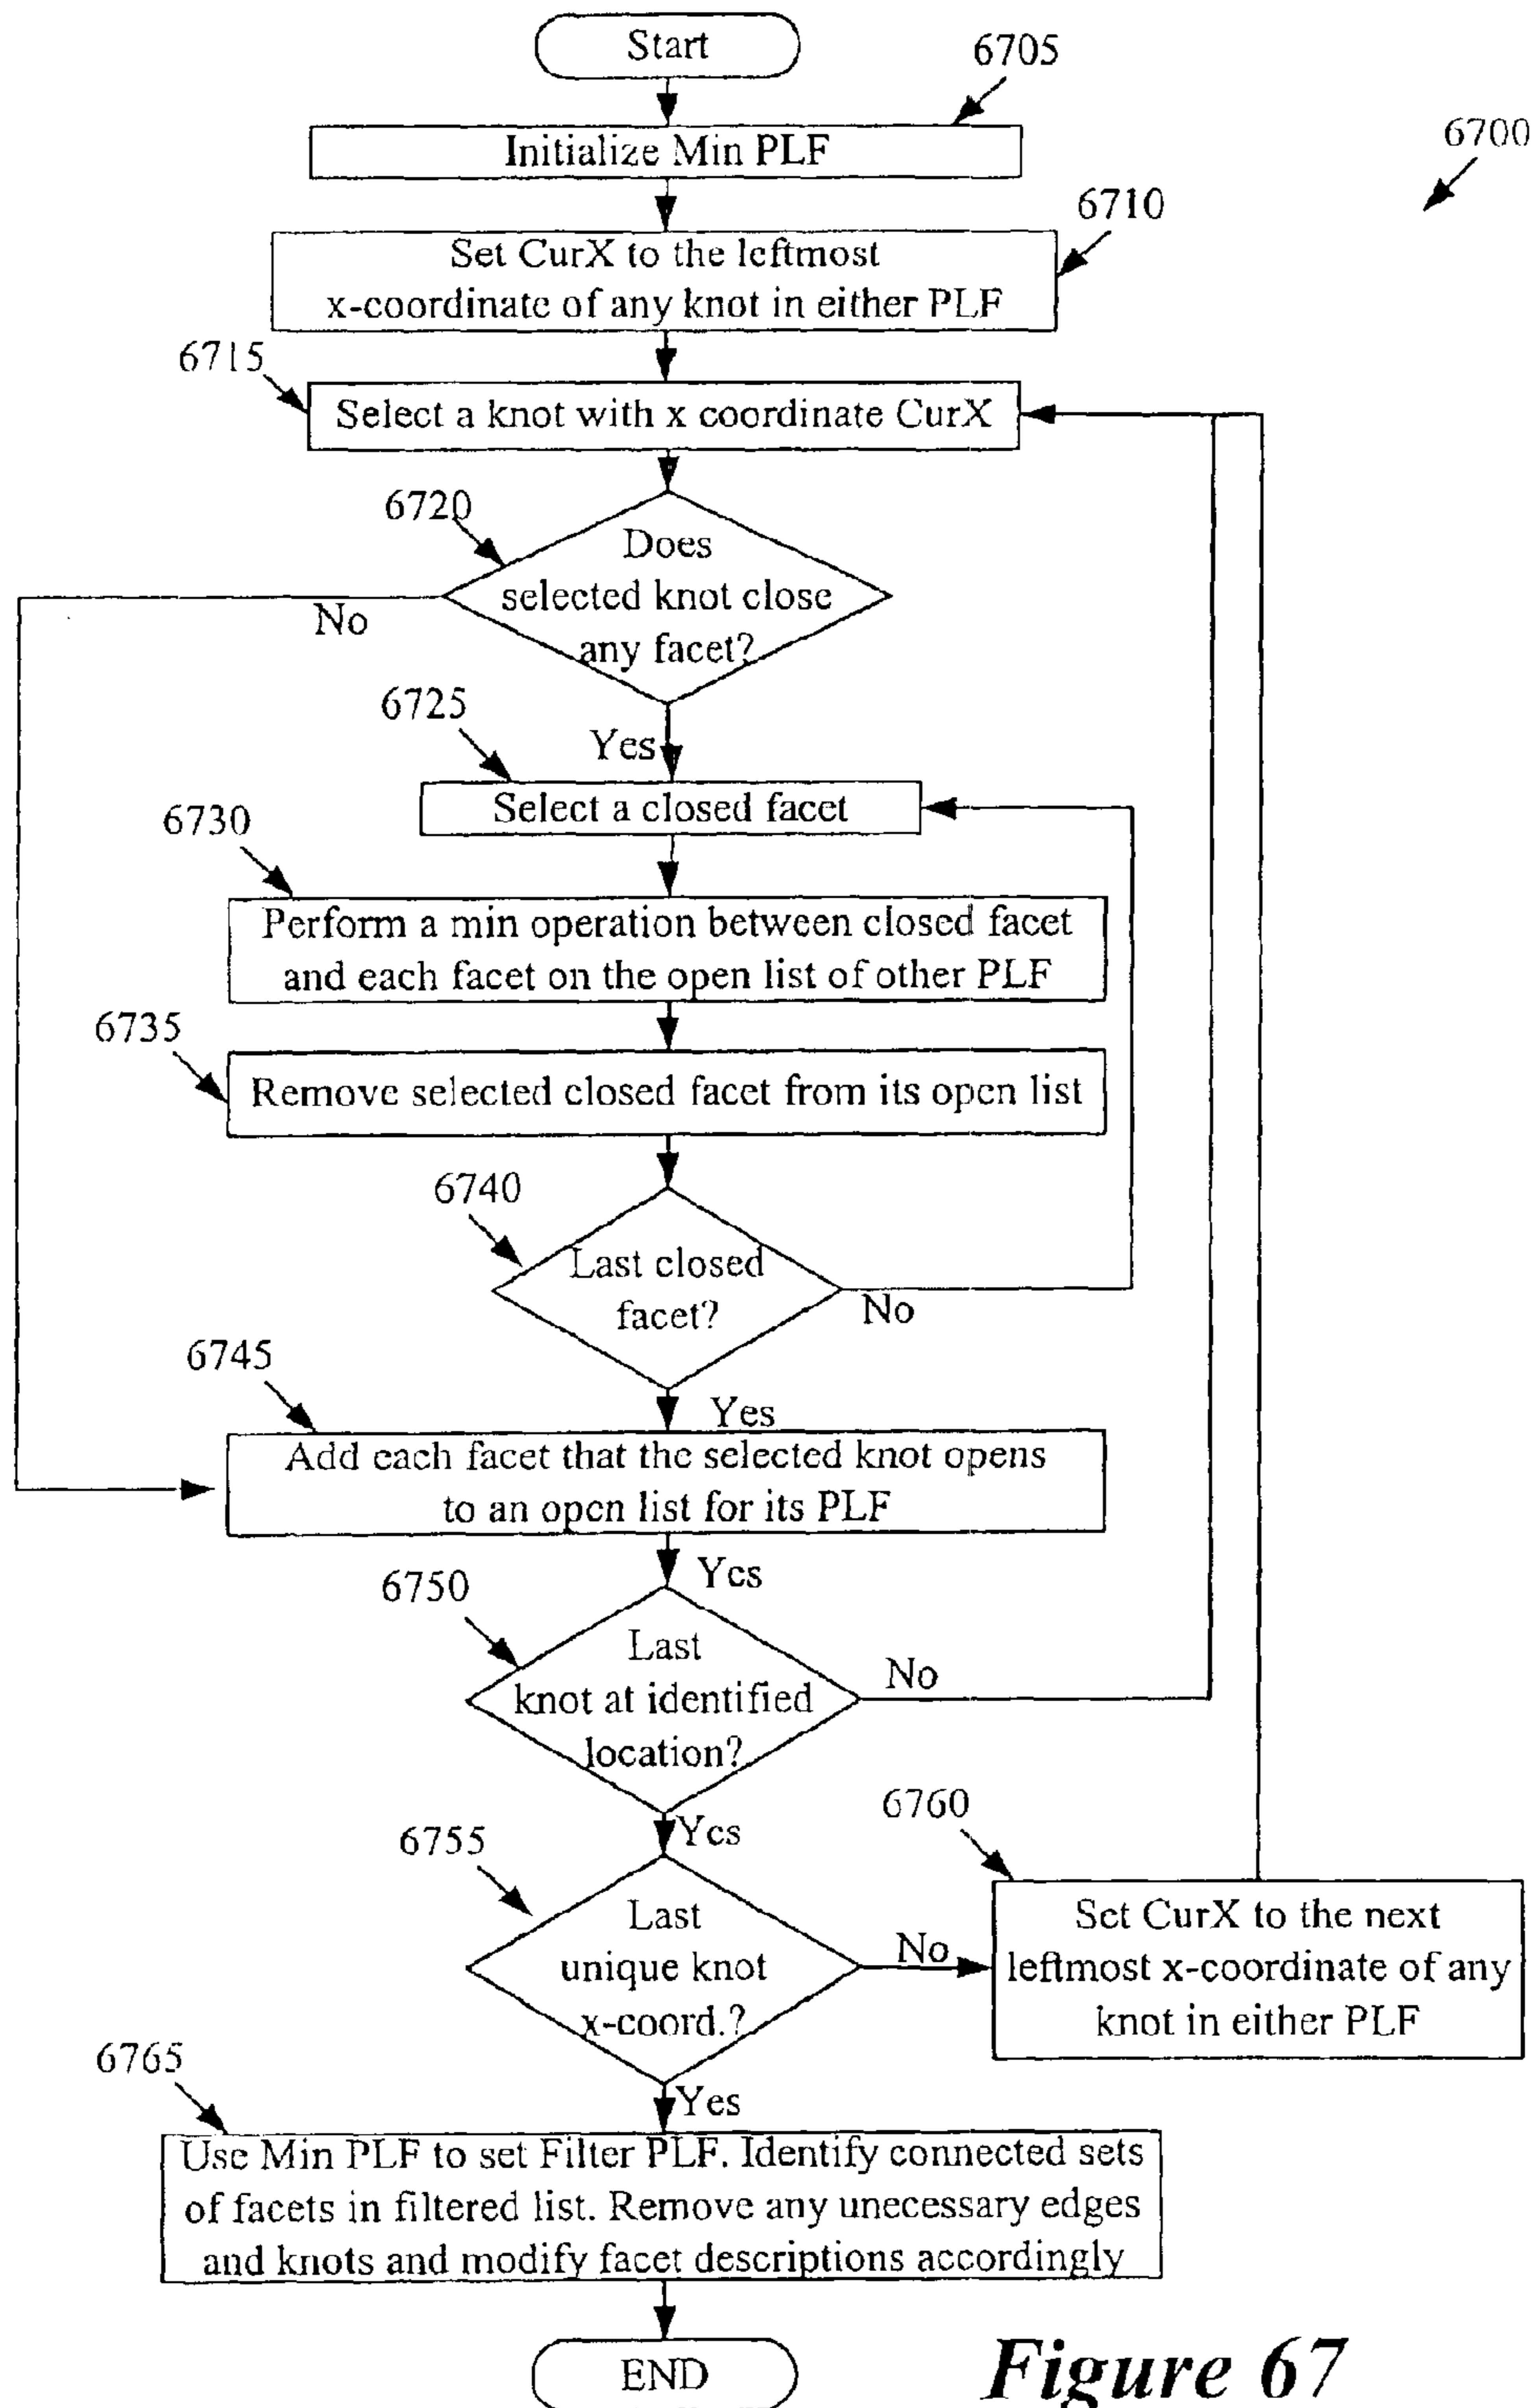 Start
6705
Initialize Min PLF
6700
6710
Set CurX to the leftmost
x-coordinate of any knot in either PLF
6715
Select a knot with x coordinate CurX
6720
Does
selected knot close
any facet?
No
6725
Yes
Select a closed facet
6730
Perform a min operation between closed facet
and each facet on the open list of other PLF
6735
Remove selected closed facet from its open list
6740
Last closed
facet?
No
6745
Yes
Add each facet that the selected knot opens
to an open list for its PLF
6750
Yes
Last
knot at identified
location?
No
6755
Yes
6760
Last
unique knot
x-coord.?
No
Set CurX to the next
leftmost x-coordinate of any
knot in either PLF
6765
Yes
Use Min PLF to set Filter PLF. Identify connected sets
of facets in filtered list. Remove any unecessary edges
and knots and modify facet descriptions accordingly
END
Figure 67